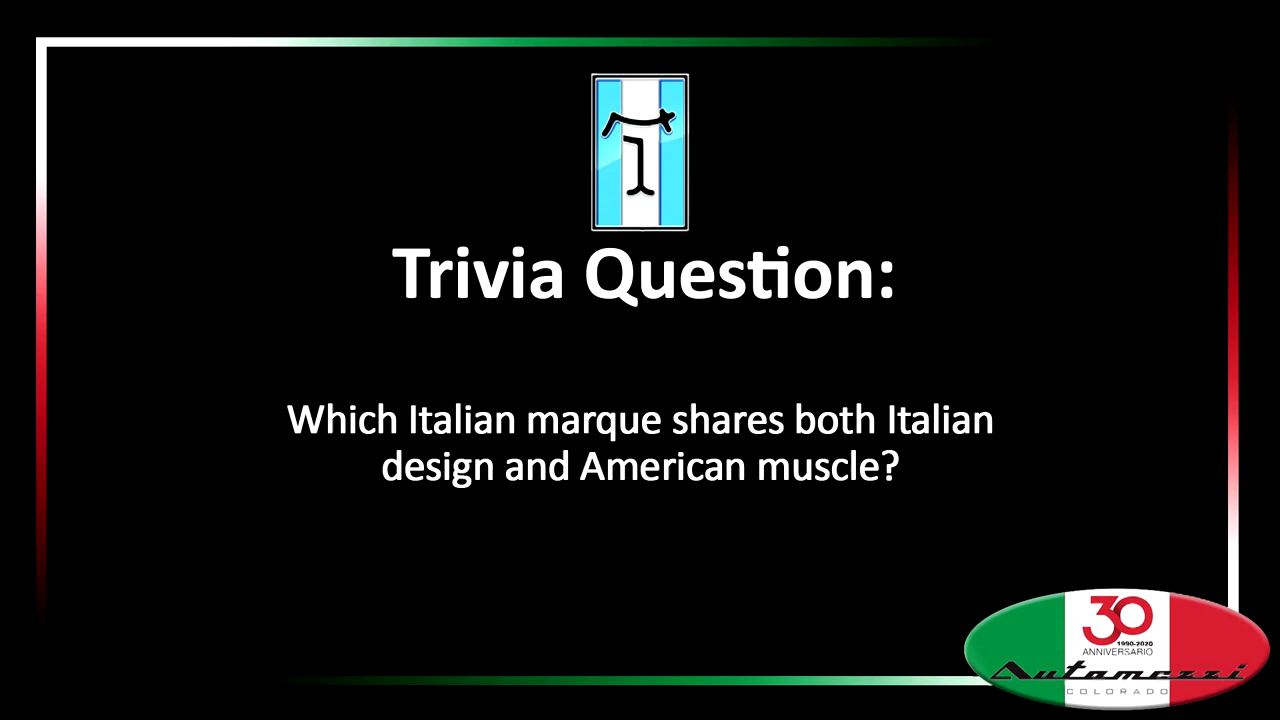 Trivia Question:
Which Italian marque shares both Italian
design and American muscle?
30
1990-2020
ANNIVERSARIO
Automezzi
COLORADO